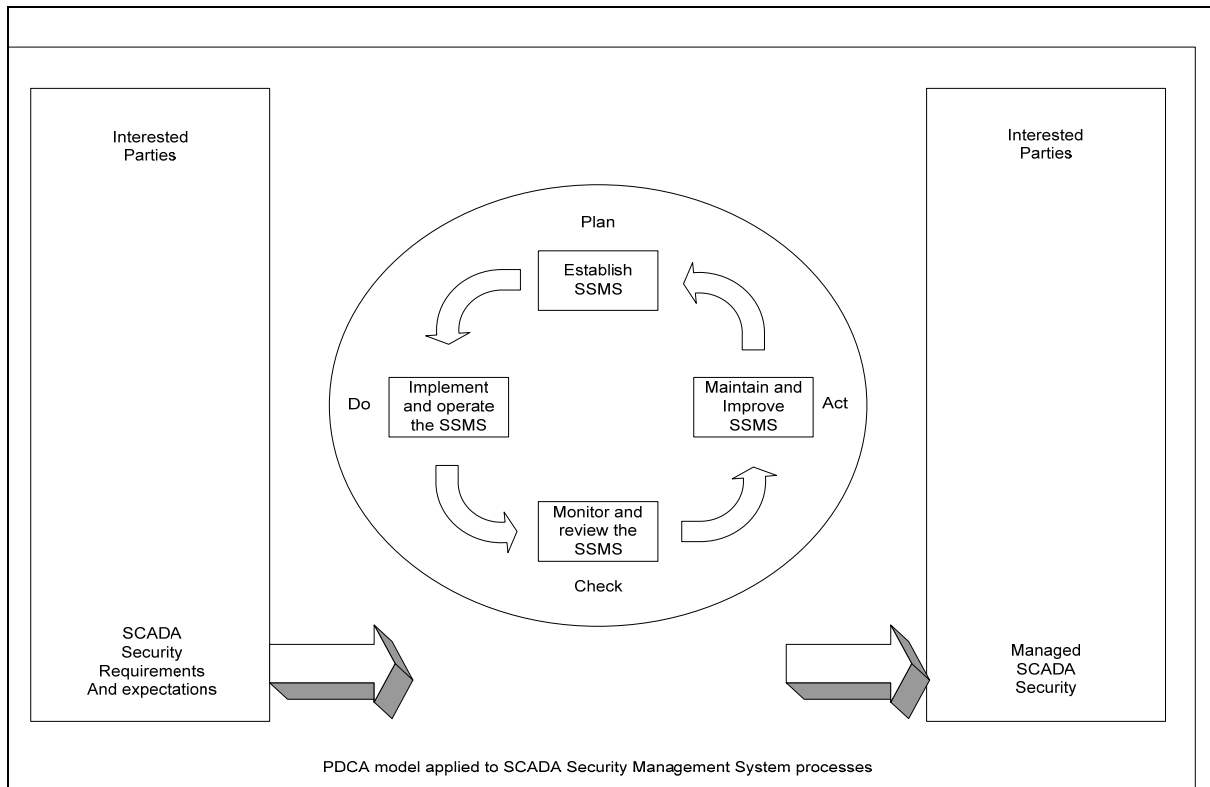 Interested
Parties
SCADA
Security
Requirements
And expectations
Plan
Establish
SSMS
Do
Implement
and operate
the SSMS
Maintain and
Improve
SSMS
Act
Monitor and
review the
SSMS
Check
Interested
Parties
Managed
SCADA
Security
PDCA model applied to SCADA Security Management System processes